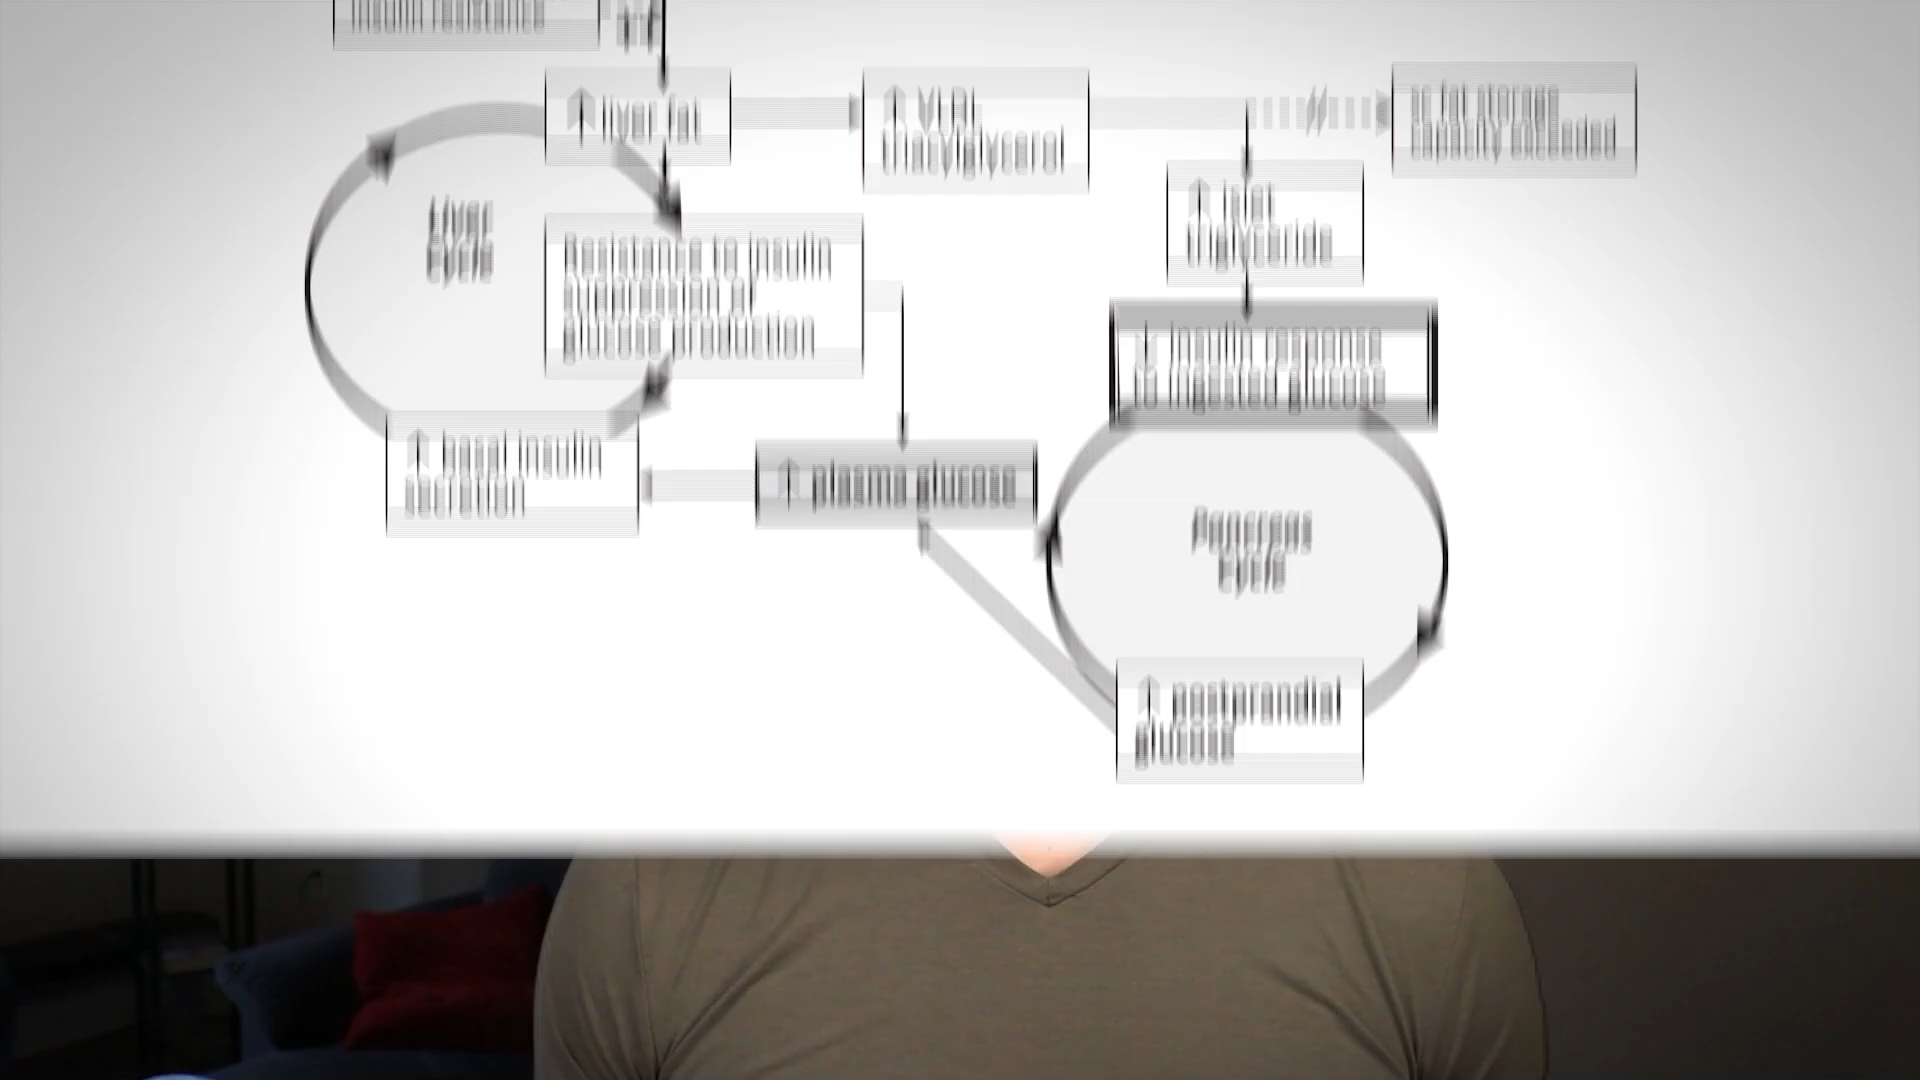 insulin resistance
↑ liver fat
↑ VLDL
triacylglycerol
sc fat storage
capacity exceeded
Liver
cycle
↑ islet
triglyceride
Resistance to insulin
suppression of
glucose production
↓ insulin response
to ingested glucose
↑ basal insulin
secretion
↑ plasma glucose
Pancreas
cycle
↑ postprandial
glucose